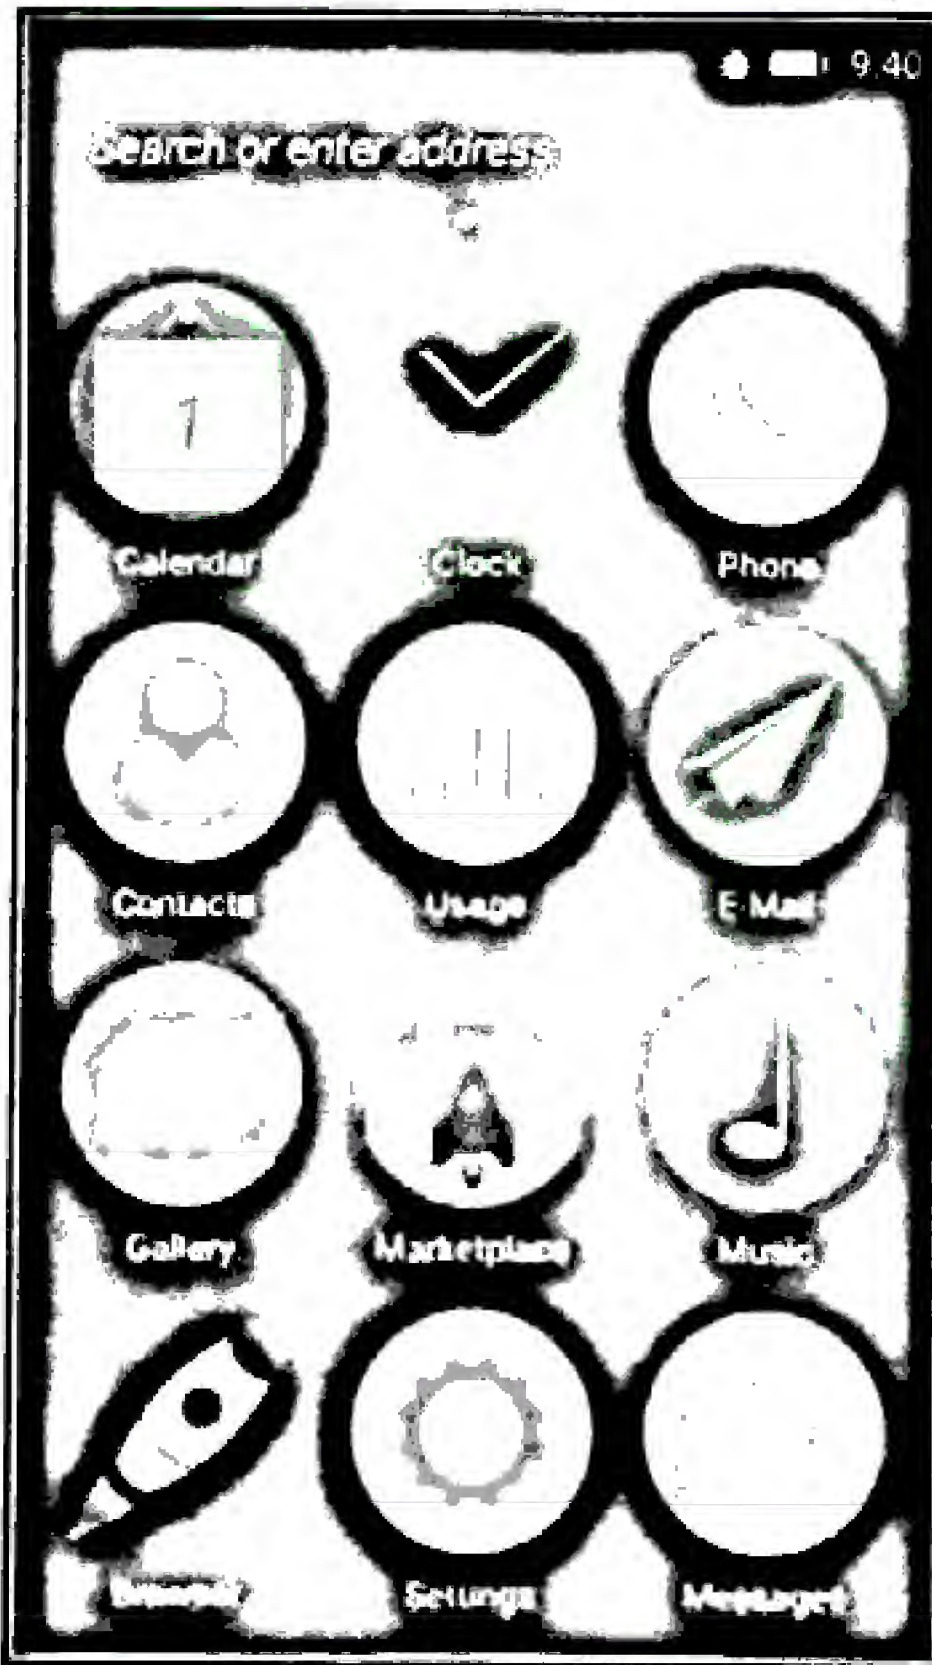 9:40
Search or enter address
1
Calendar Clock Phone
Contacts Usage E-Mail
Gallery Marketplace Music
Settings Messages